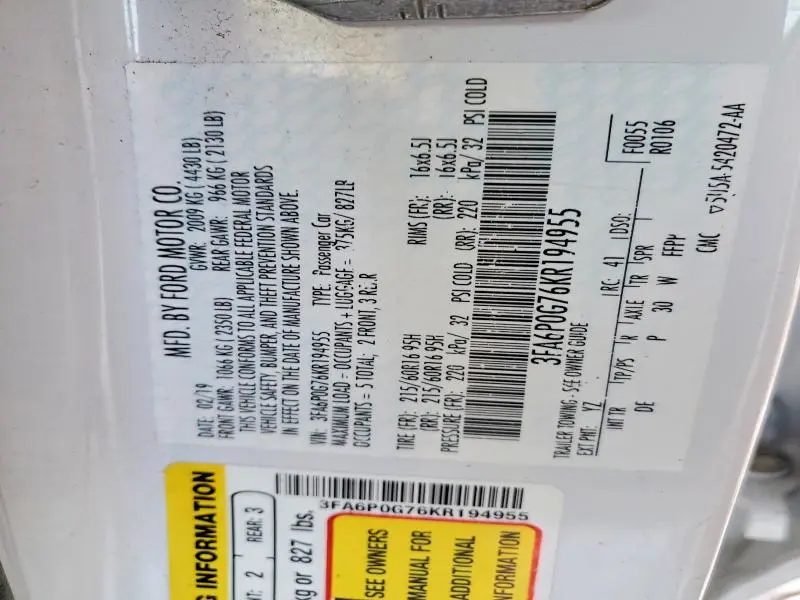 MFD. BY FORD MOTOR CO.
DATE: 02/19 GVWR: 2009 KG ( 4430 LB)
FRONT GAWR: 1066 KG ( 2350 LB) REAR GAWR: 966 KG ( 2130 LB)
THIS VEHICLE CONFORMS TO ALL APPLICABLE FEDERAL MOTOR
VEHICLE SAFETY, BUMPER, AND THEFT PREVENTION STANDARDS
IN EFFECT ON THE DATE OF MANUFACTURE SHOWN ABOVE.
VIN: 3FA6P0G76KR194955 TYPE: Passenger Car
MAXIMUM LOAD = OCCUPANTS + LUGGAGE = 375KG/ 827LB
OCCUPANTS = 5 TOTAL; 2 FRONT, 3 REAR
TIRE (FR): 215/60R16 95H RIMS (FR): 16x6.5J
(RR): 215/60R16 95H (RR): 16x6.5J
PRESSURE (FR): 220 kPa/ 32 PSI COLD (RR): 220 kPa/ 32 PSI COLD
3FA6P0G76KR194955
TRAILER TOWING - SEE OWNER GUIDE
EXT PNT: YZ RC: 41 DSO: F0055
R0106
INT TR TP/PS R AXLE TR SPR
DE P 30 W FFPP
CMC 5U5A-5420472-AA
3FA6P0G76KR194955
INFORMATION
2 REAR: 3
kg or 827 lbs.
SEE OWNERS
MANUAL FOR
ADDITIONAL
INFORMATION